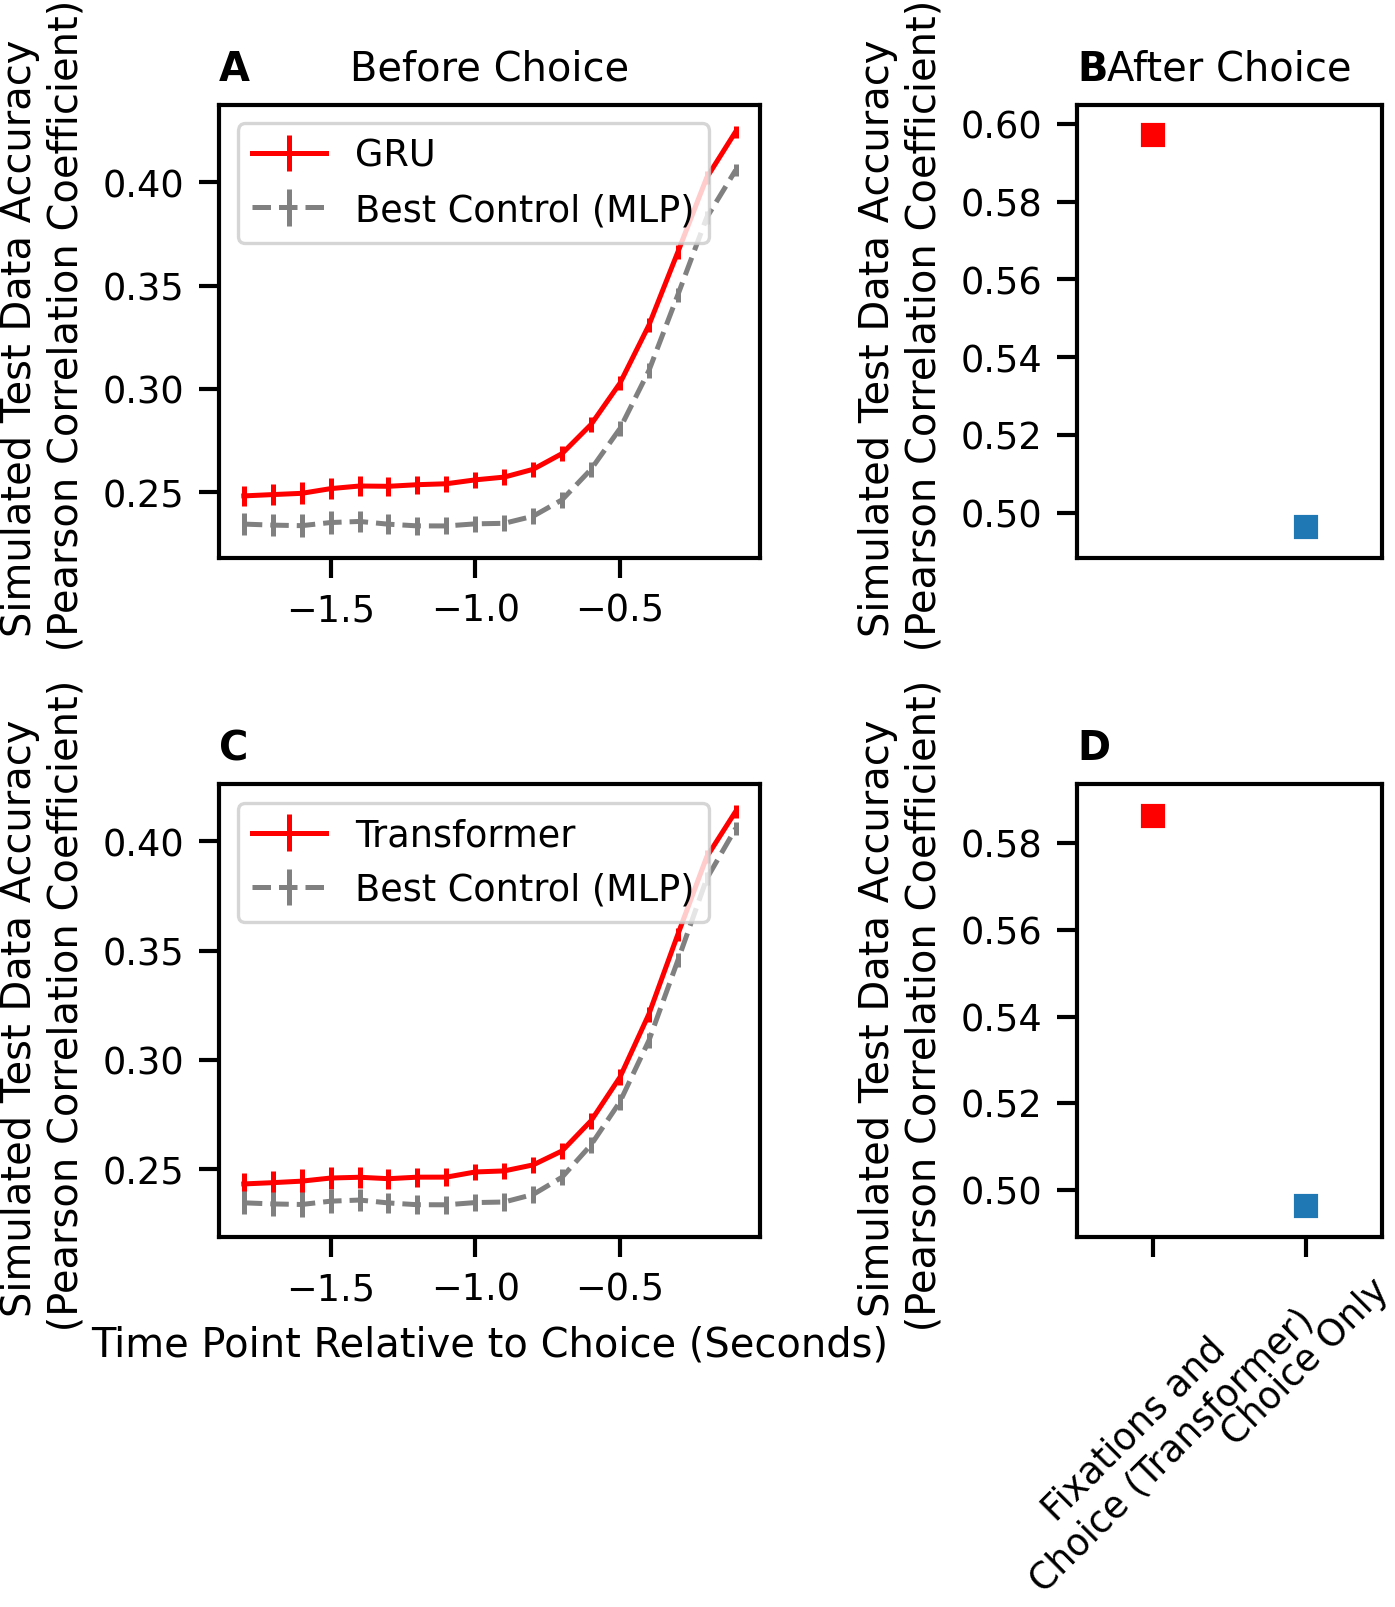 A Before Choice
Simulated Test Data Accuracy
(Pearson Correlation Coefficient)
0.40
0.35
0.30
0.25
GRU
Best Control (MLP)
−1.5 −1.0 −0.5
B After Choice
Simulated Test Data Accuracy
(Pearson Correlation Coefficient)
0.60
0.58
0.56
0.54
0.52
0.50
C
Simulated Test Data Accuracy
(Pearson Correlation Coefficient)
0.40
0.35
0.30
0.25
Transformer
Best Control (MLP)
−1.5 −1.0 −0.5
Time Point Relative to Choice (Seconds)
D
Simulated Test Data Accuracy
(Pearson Correlation Coefficient)
0.58
0.56
0.54
0.52
0.50
Fixations and
Choice (Transformer)
Choice Only